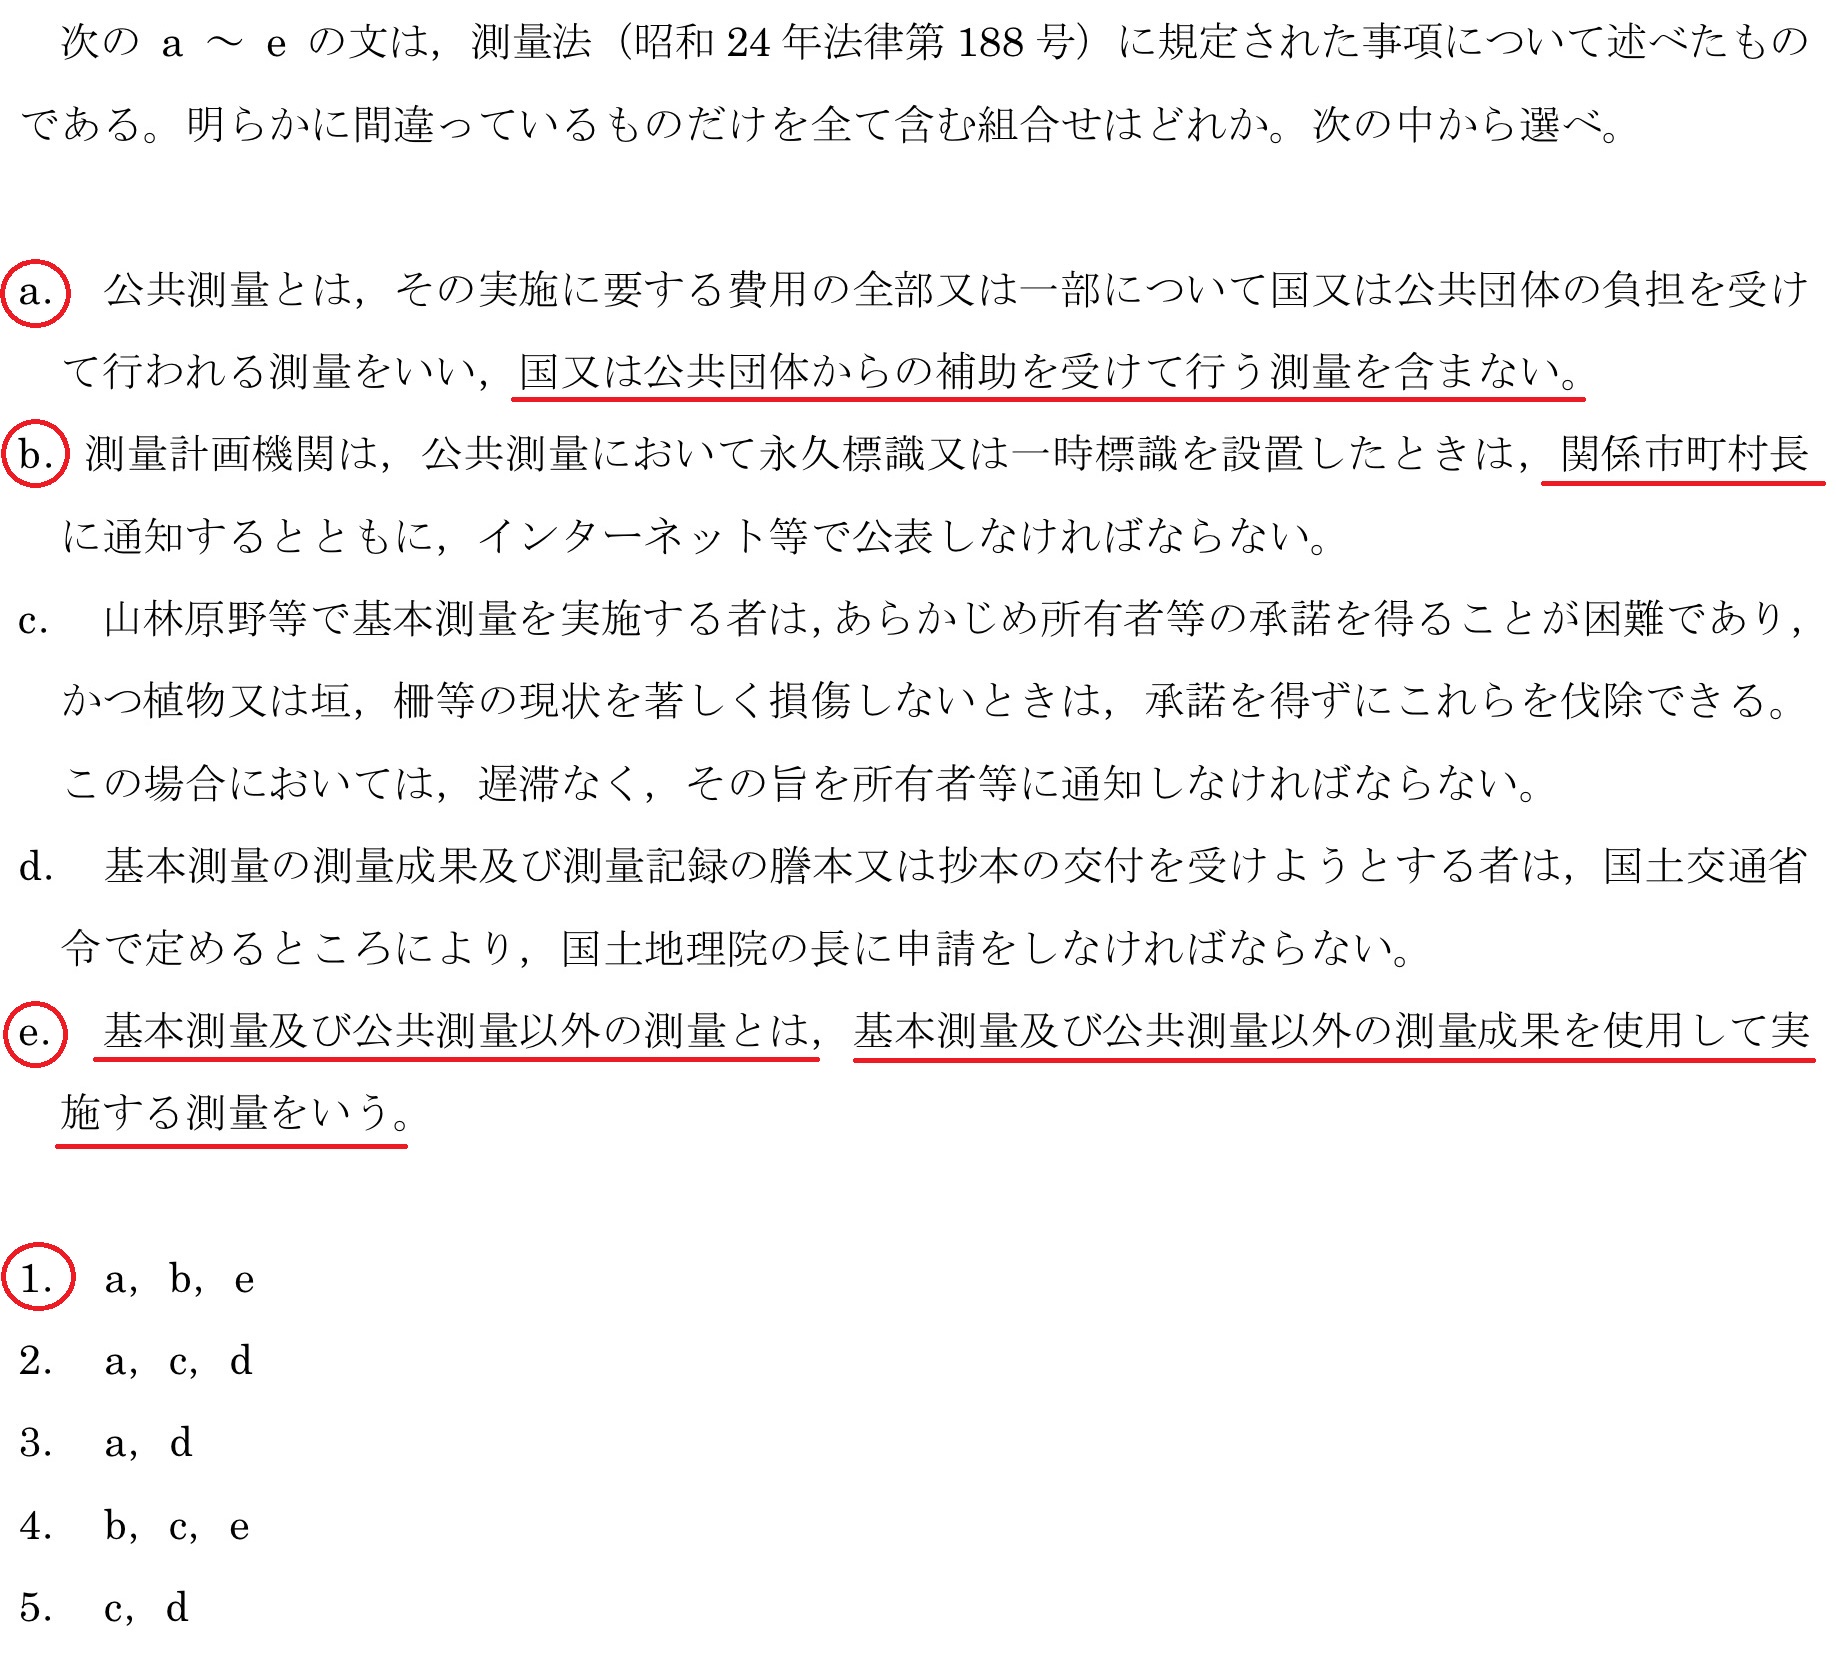 次の a ～ e の文は，測量法（昭和 24 年法律第 188 号）に規定された事項について述べたもの
である。明らかに間違っているものだけを全て含む組合せはどれか。次の中から選べ。
a. 公共測量とは，その実施に要する費用の全部又は一部について国又は公共団体の負担を受け
て行われる測量をいい，国又は公共団体からの補助を受けて行う測量を含まない。
b. 測量計画機関は，公共測量において永久標識又は一時標識を設置したときは，関係市町村長
に通知するとともに，インターネット等で公表しなければならない。
c. 山林原野等で基本測量を実施する者は，あらかじめ所有者等の承諾を得ることが困難であり，
かつ植物又は垣，柵等の現状を著しく損傷しないときは，承諾を得ずにこれらを伐除できる。
この場合においては，遅滞なく，その旨を所有者等に通知しなければならない。
d. 基本測量の測量成果及び測量記録の謄本又は抄本の交付を受けようとする者は，国土交通省
令で定めるところにより，国土地理院の長に申請をしなければならない。
e. 基本測量及び公共測量以外の測量とは，基本測量及び公共測量以外の測量成果を使用して実
施する測量をいう。
1. a，b，e
2. a，c，d
3. a，d
4. b，c，e
5. c，d